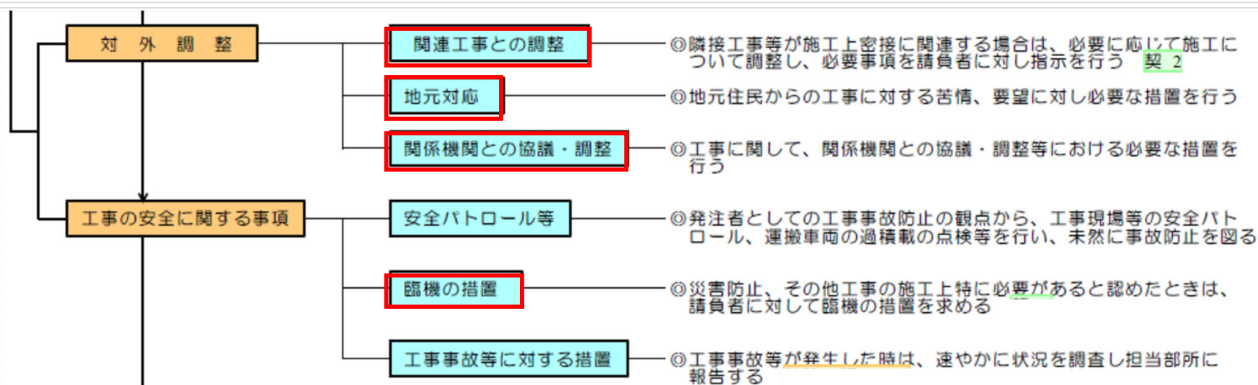 対 外 調 整
関連工事との調整
◎隣接工事等が施工上密接に関連する場合は、必要に応じて施工に
ついて調整し、必要事項を請負者に対し指示を行う 契 2
地元対応
◎地元住民からの工事に対する苦情、要望に対し必要な措置を行う
関係機関との協議・調整
◎工事に関して、関係機関との協議・調整等における必要な措置を
行う
工事の安全に関する事項
安全パトロール等
◎発注者としての工事事故防止の観点から、工事現場等の安全パト
ロール、運搬車両の過積載の点検等を行い、未然に事故防止を図る
臨機の措置
◎災害防止、その他工事の施工上特に必要があると認めたときは、
請負者に対して臨機の措置を求める
工事事故等に対する措置
◎工事事故等が発生した時は、速やかに状況を調査し担当部所に
報告する